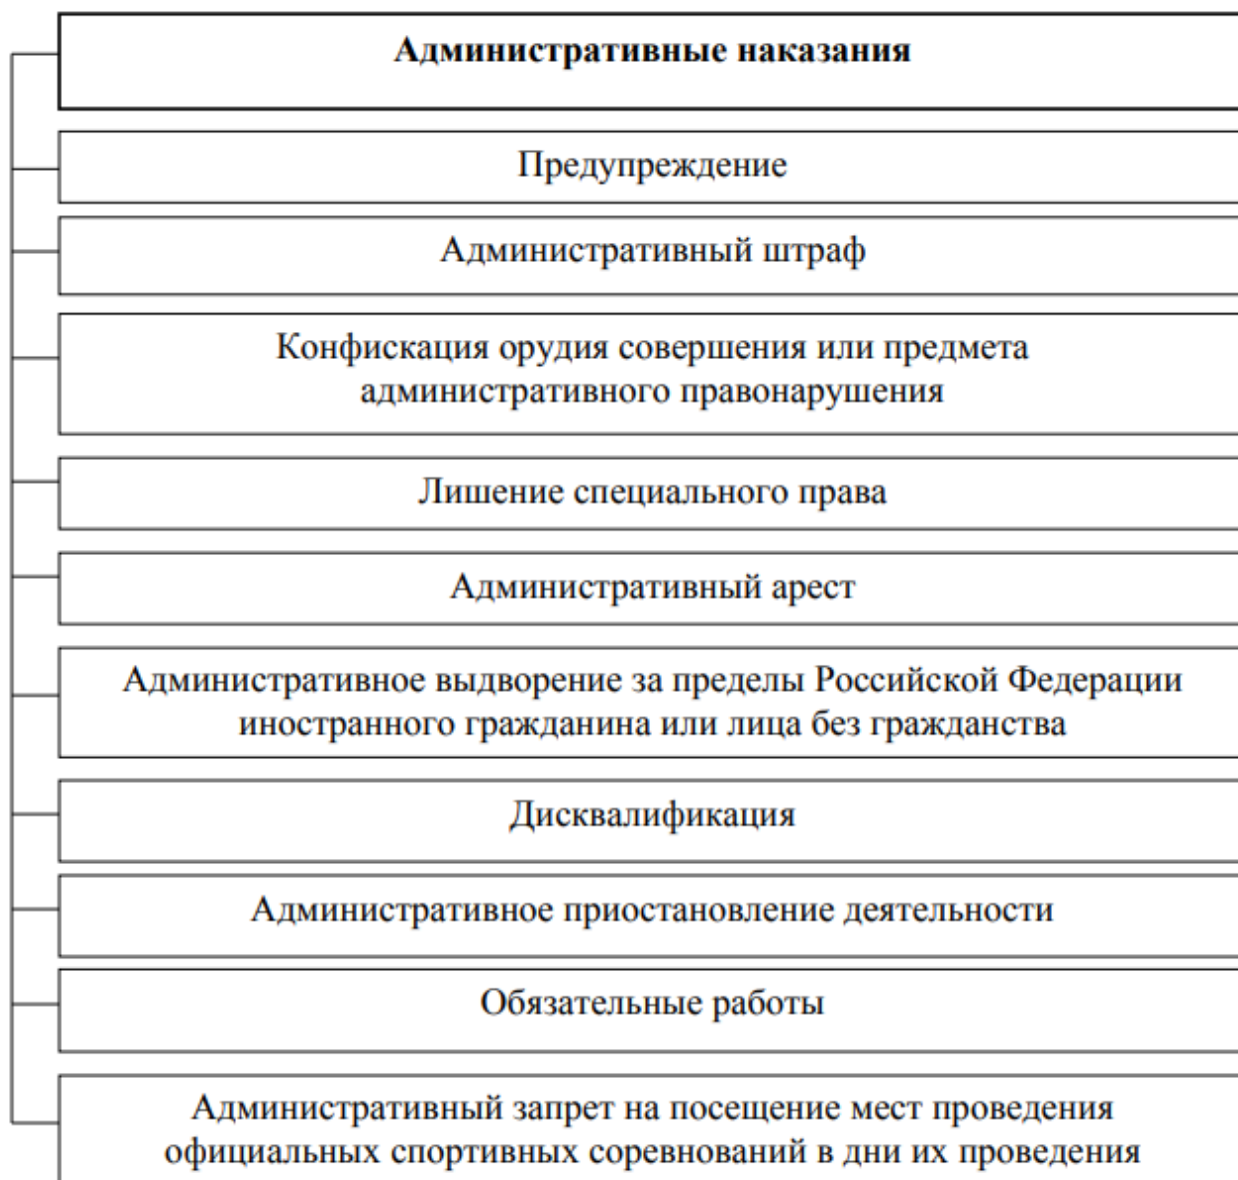 Административные наказания
Предупреждение
Административный штраф
Конфискация орудия совершения или предмета
административного правонарушения
Лишение специального права
Административный арест
Административное выдворение за пределы Российской Федерации
иностранного гражданина или лица без гражданства
Дисквалификация
Административное приостановление деятельности
Обязательные работы
Административный запрет на посещение мест проведения
официальных спортивных соревнований в дни их проведения